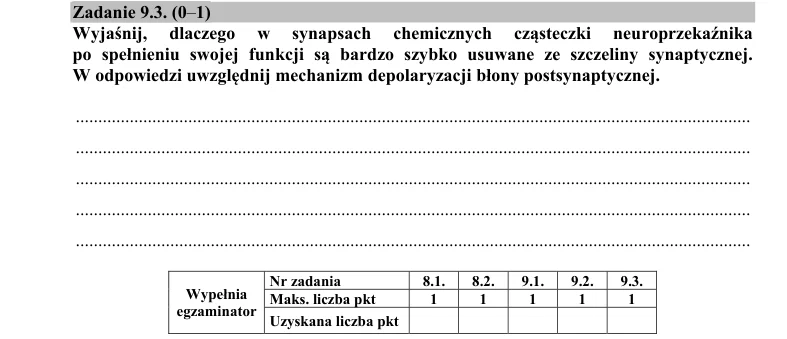 Zadanie 9.3. (0–1)
Wyjaśnij, dlaczego w synapsach chemicznych cząsteczki neuroprzekaźnika
po spełnieniu swojej funkcji są bardzo szybko usuwane ze szczeliny synaptycznej.
W odpowiedzi uwzględnij mechanizm depolaryzacji błony postsynaptycznej.
Wypełnia egzaminator
Nr zadania 8.1. 8.2. 9.1. 9.2. 9.3.
Maks. liczba pkt 1 1 1 1 1
Uzyskana liczba pkt